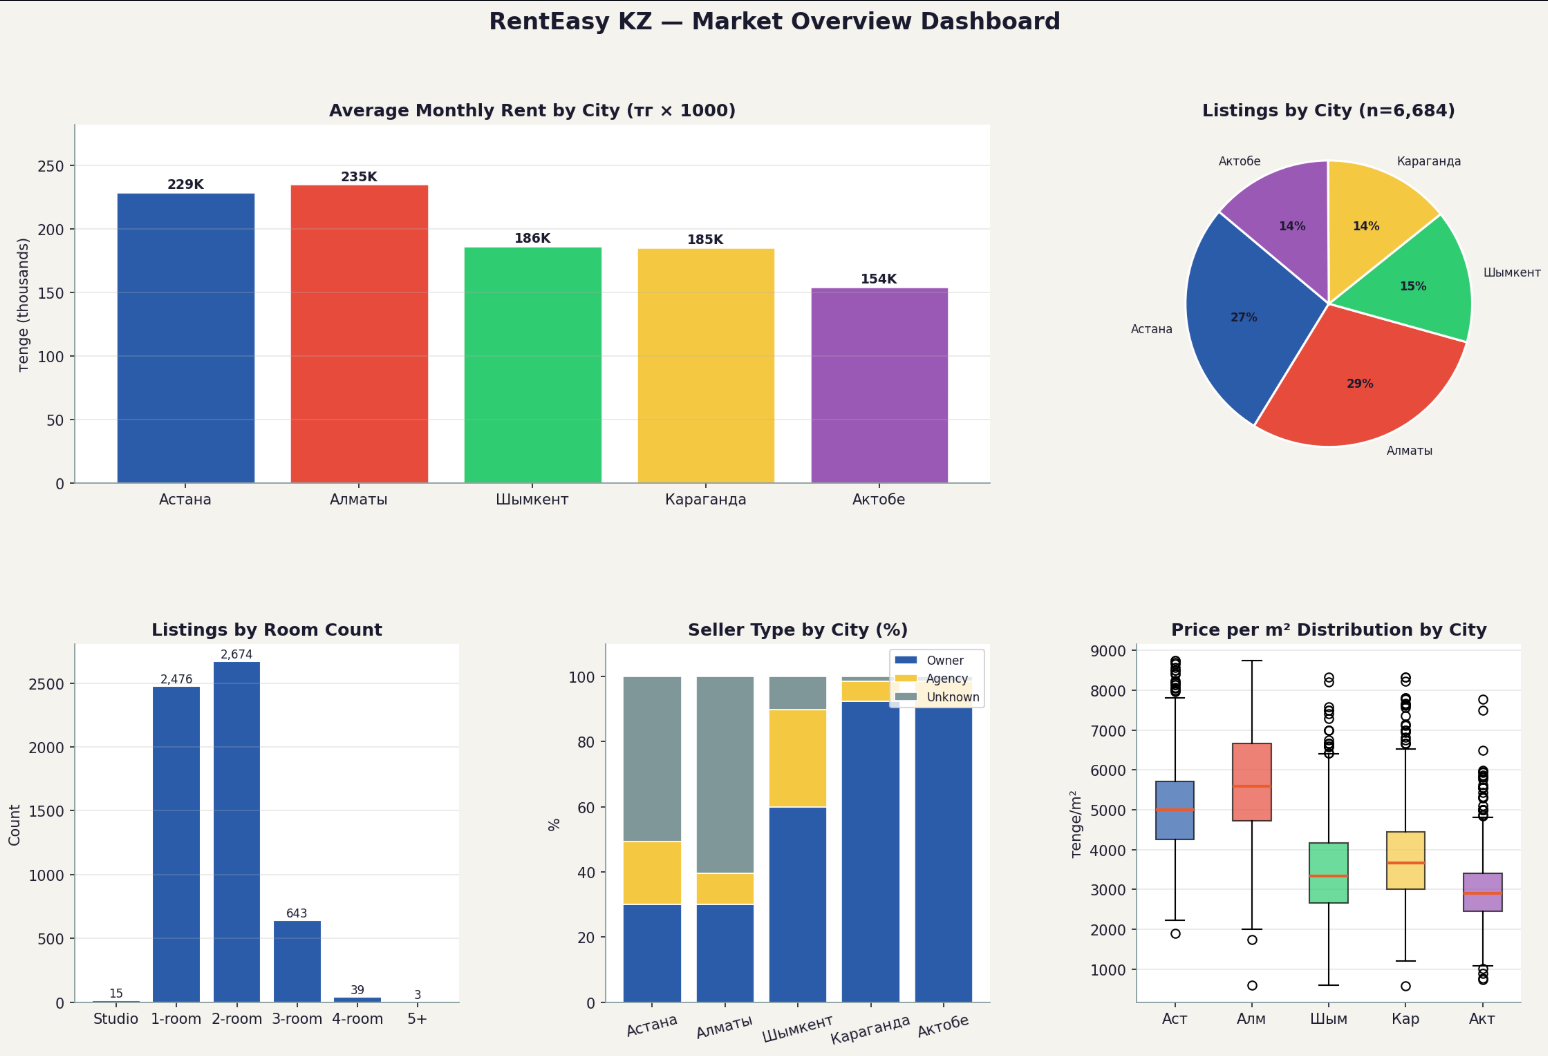 RentEasy KZ — Market Overview Dashboard
Average Monthly Rent by City (тг × 1000)
тенге (thousands)
250
200
150
100
50
0
229K
235K
186K
185K
154K
Астана
Алматы
Шымкент
Караганда
Актобе
Listings by City (n=6,684)
Актобе
Караганда
14%
14%
Шымкент
15%
Астана
27%
29%
Алматы
Listings by Room Count
Count
2500
2000
1500
1000
500
0
15
2,476
2,674
643
39
3
Studio
1-room
2-room
3-room
4-room
5+
Seller Type by City (%)
%
100
80
60
40
20
0
Owner
Agency
Unknown
Астана
Алматы
Шымкент
Караганда
Актобе
Price per m² Distribution by City
тенге/m²
9000
8000
7000
6000
5000
4000
3000
2000
1000
Аст
Алм
Шым
Кар
Акт